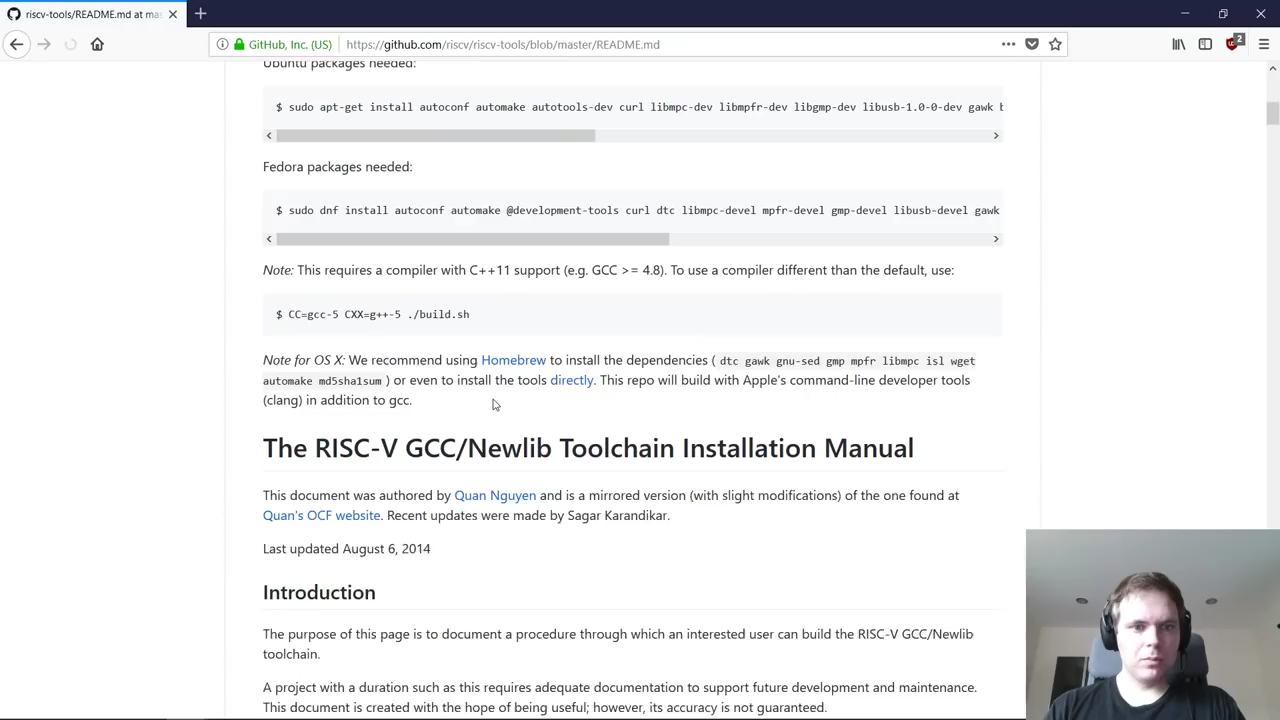 riscv-tools/README.md at mas
GitHub, Inc. (US)
https://github.com/riscv/riscv-tools/blob/master/README.md
2
Ubuntu packages needed:
$ sudo apt-get install autoconf automake autotools-dev curl libmpc-dev libmpfr-dev libgmp-dev libusb-1.0-0-dev gawk b
Fedora packages needed:
$ sudo dnf install autoconf automake @development-tools curl dtc libmpc-devel mpfr-devel gmp-devel libusb-devel gawk
Note: This requires a compiler with C++11 support (e.g. GCC >= 4.8). To use a compiler different than the default, use:
$ CC=gcc-5 CXX=g++-5 ./build.sh
Note for OS X: We recommend using Homebrew to install the dependencies ( dtc gawk gnu-sed gmp mpfr libmpc isl wget
automake md5sha1sum ) or even to install the tools directly. This repo will build with Apple's command-line developer tools
(clang) in addition to gcc.
The RISC-V GCC/Newlib Toolchain Installation Manual
This document was authored by Quan Nguyen and is a mirrored version (with slight modifications) of the one found at
Quan's OCF website. Recent updates were made by Sagar Karandikar.
Last updated August 6, 2014
Introduction
The purpose of this page is to document a procedure through which an interested user can build the RISC-V GCC/Newlib
toolchain.
A project with a duration such as this requires adequate documentation to support future development and maintenance.
This document is created with the hope of being useful; however, its accuracy is not guaranteed.